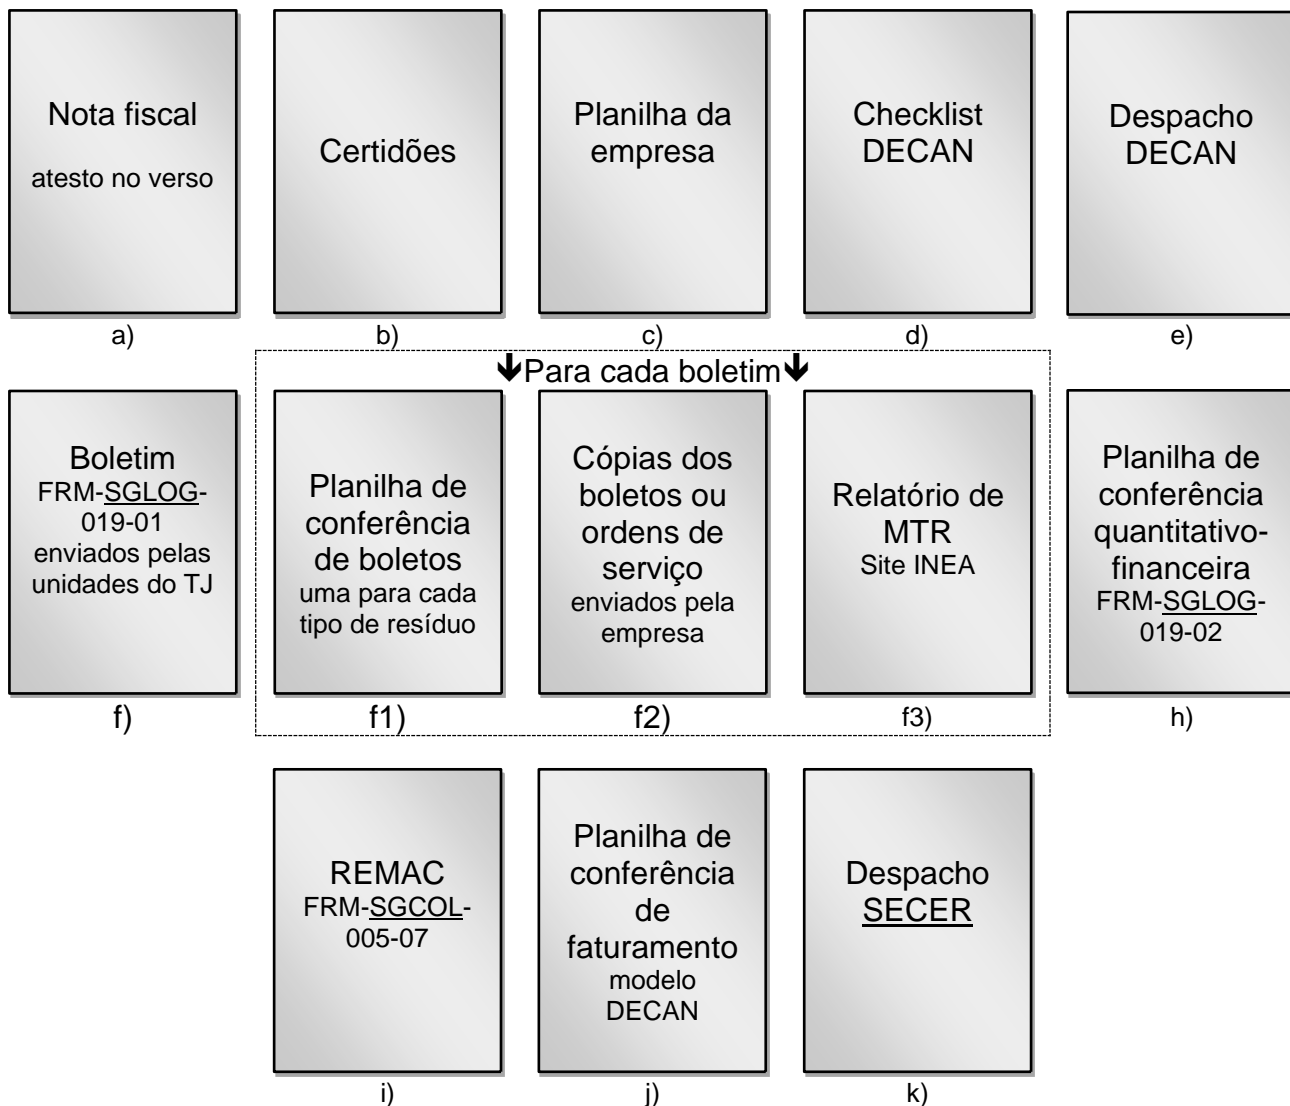 Nota fiscal
atesto no verso
a)
Certidões
b)
Planilha da
empresa
c)
Checklist
DECAN
d)
Despacho
DECAN
e)
Boletim
FRM-SGLOG-
019-01
enviados pelas
unidades do TJ
f)
🡻Para cada boletim🡻
Planilha de
conferência
de boletos
uma para cada
tipo de resíduo
f1)
Cópias dos
boletos ou
ordens de
serviço
enviados pela
empresa
f2)
Relatório de
MTR
Site INEA
f3)
Planilha de
conferência
quantitativo-
financeira
FRM-SGLOG-
019-02
h)
REMAC
FRM-SGCOL-
005-07
i)
Planilha de
conferência
de
faturamento
modelo
DECAN
j)
Despacho
SECER
k)